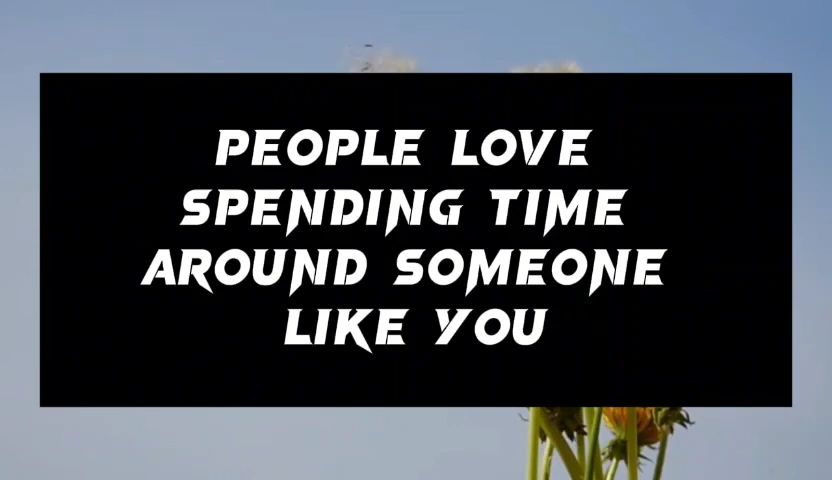 PEOPLE LOVE
SPENDING TIME
AROUND SOMEONE
LIKE YOU